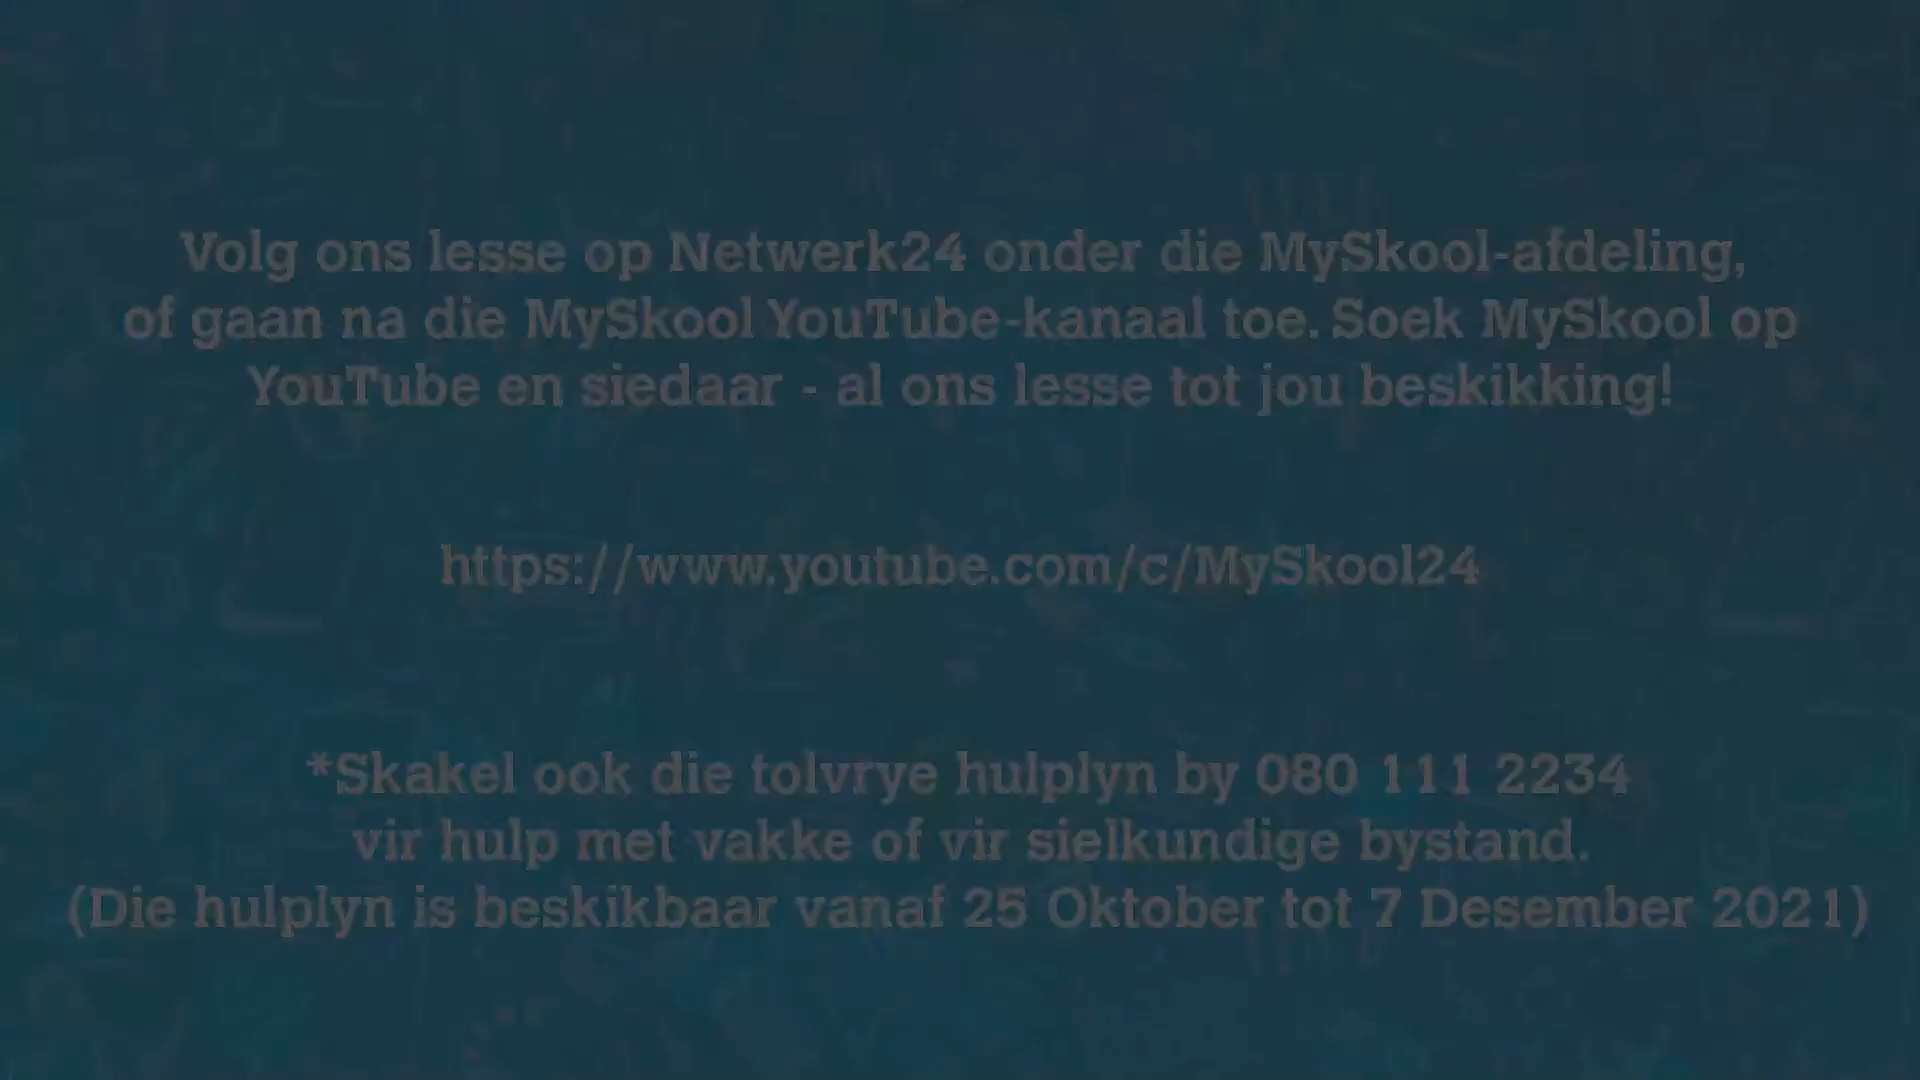 Volg ons lesse op Netwerk24 onder die MySkool-afdeling,
of gaan na die MySkool YouTube-kanaal toe. Soek MySkool op
YouTube en siedaar - al ons lesse tot jou beskikking!
https://www.youtube.com/c/MySkool24
*Skakel ook die tolvrye hulplyn by 080 111 2234
vir hulp met vakke of vir sielkundige bystand.
(Die hulplyn is beskikbaar vanaf 25 Oktober tot 7 Desember 2021)